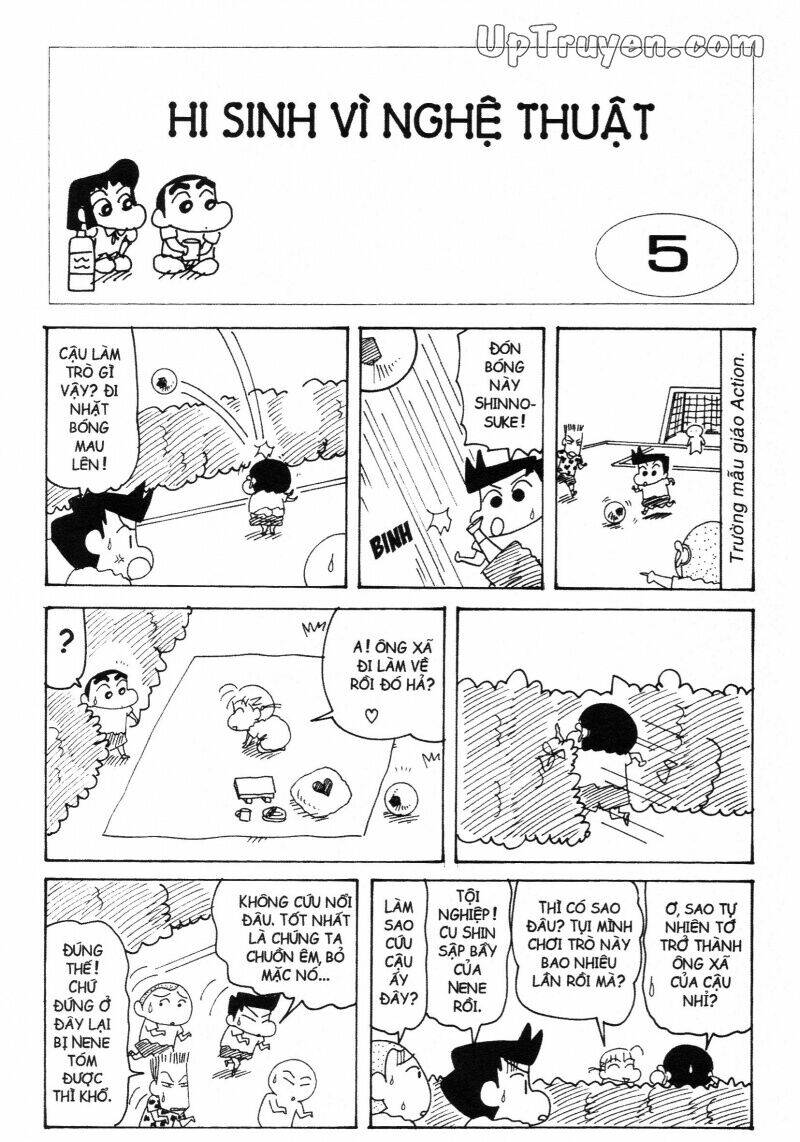 UpTruyen.com
HI SINH VÌ NGHỆ THUẬT
5
Trường mẫu giáo Action.
ĐÓN
BÓNG
NÀY
SHINNO-
SUKE!
BINH
CẬU LÀM
TRÒ GÌ
VẬY? ĐI
NHẶT
BÓNG
MAU
LÊN!
A! ÔNG XÃ
ĐI LÀM VỀ
RỒI ĐÓ HẢ?
♡
?
Ơ, SAO TỰ
NHIÊN TỚ
TRỞ THÀNH
ÔNG XÃ
CỦA CẬU
NHỈ?
THÌ CÓ SAO
ĐÂU? TỤI MÌNH
CHƠI TRÒ NÀY
BAO NHIÊU
LẦN RỒI MÀ?
TỘI
NGHIỆP!
CU SHIN
SẬP BẪY
CỦA
NENE
RỒI.
LÀM
SAO
CỨU
CẬU
ẤY
ĐÂY?
KHÔNG CỨU NỔI
ĐÂU. TỐT NHẤT
LÀ CHÚNG TA
CHUỒN ÊM, BỎ
MẶC NÓ...
ĐÚNG
THẾ!
CHỨ
ĐỨNG Ở
ĐÂY LẠI
BỊ NENE
TÓM
ĐƯỢC
THÌ KHỔ.